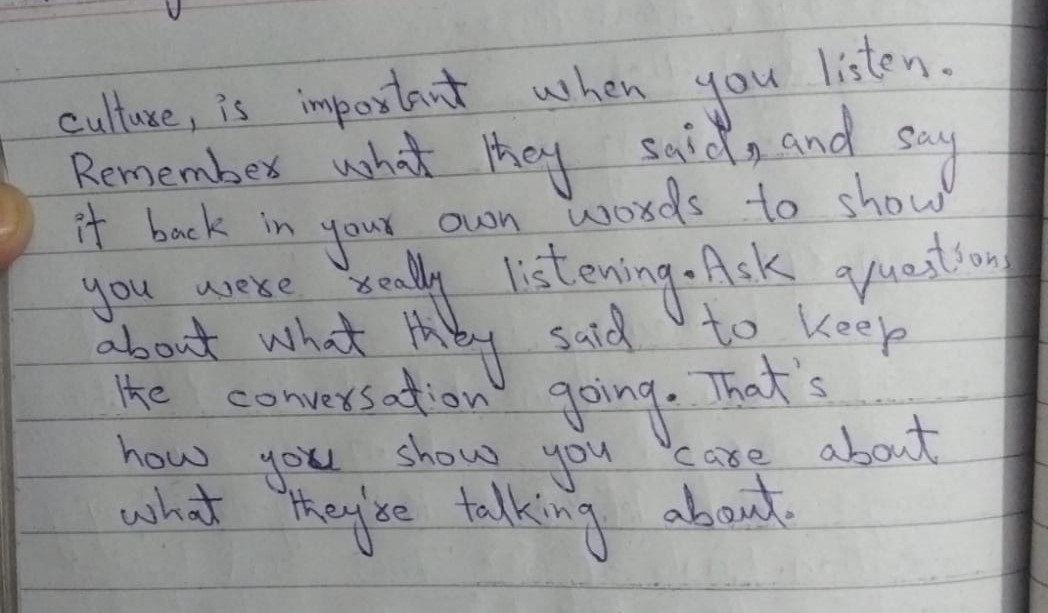 culture, is important when you listen.
Remember what they said, and say
it back in your own words to show
you were really listening. Ask questions
about what they said to keep
the conversation going. That's
how you show you care about
what they're talking about.